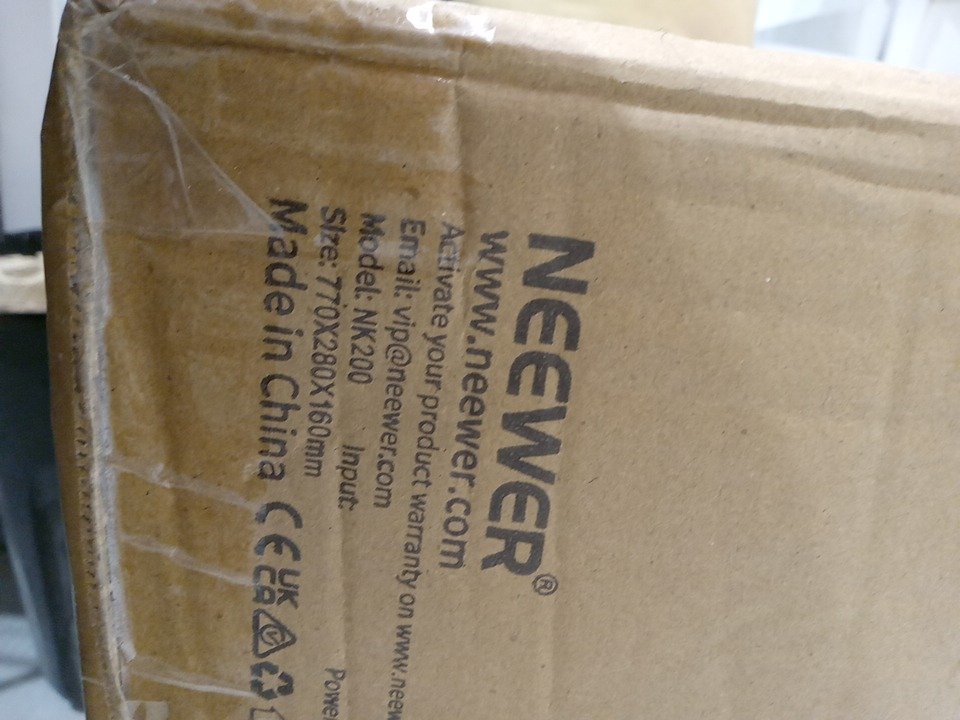 NEEWER®
www.neewer.com
Activate your product warranty on www.neew
Email: vip@neewer.com
Model: NK200 Input: Power
Size: 770X280X160mm
Made in China CE UK CA